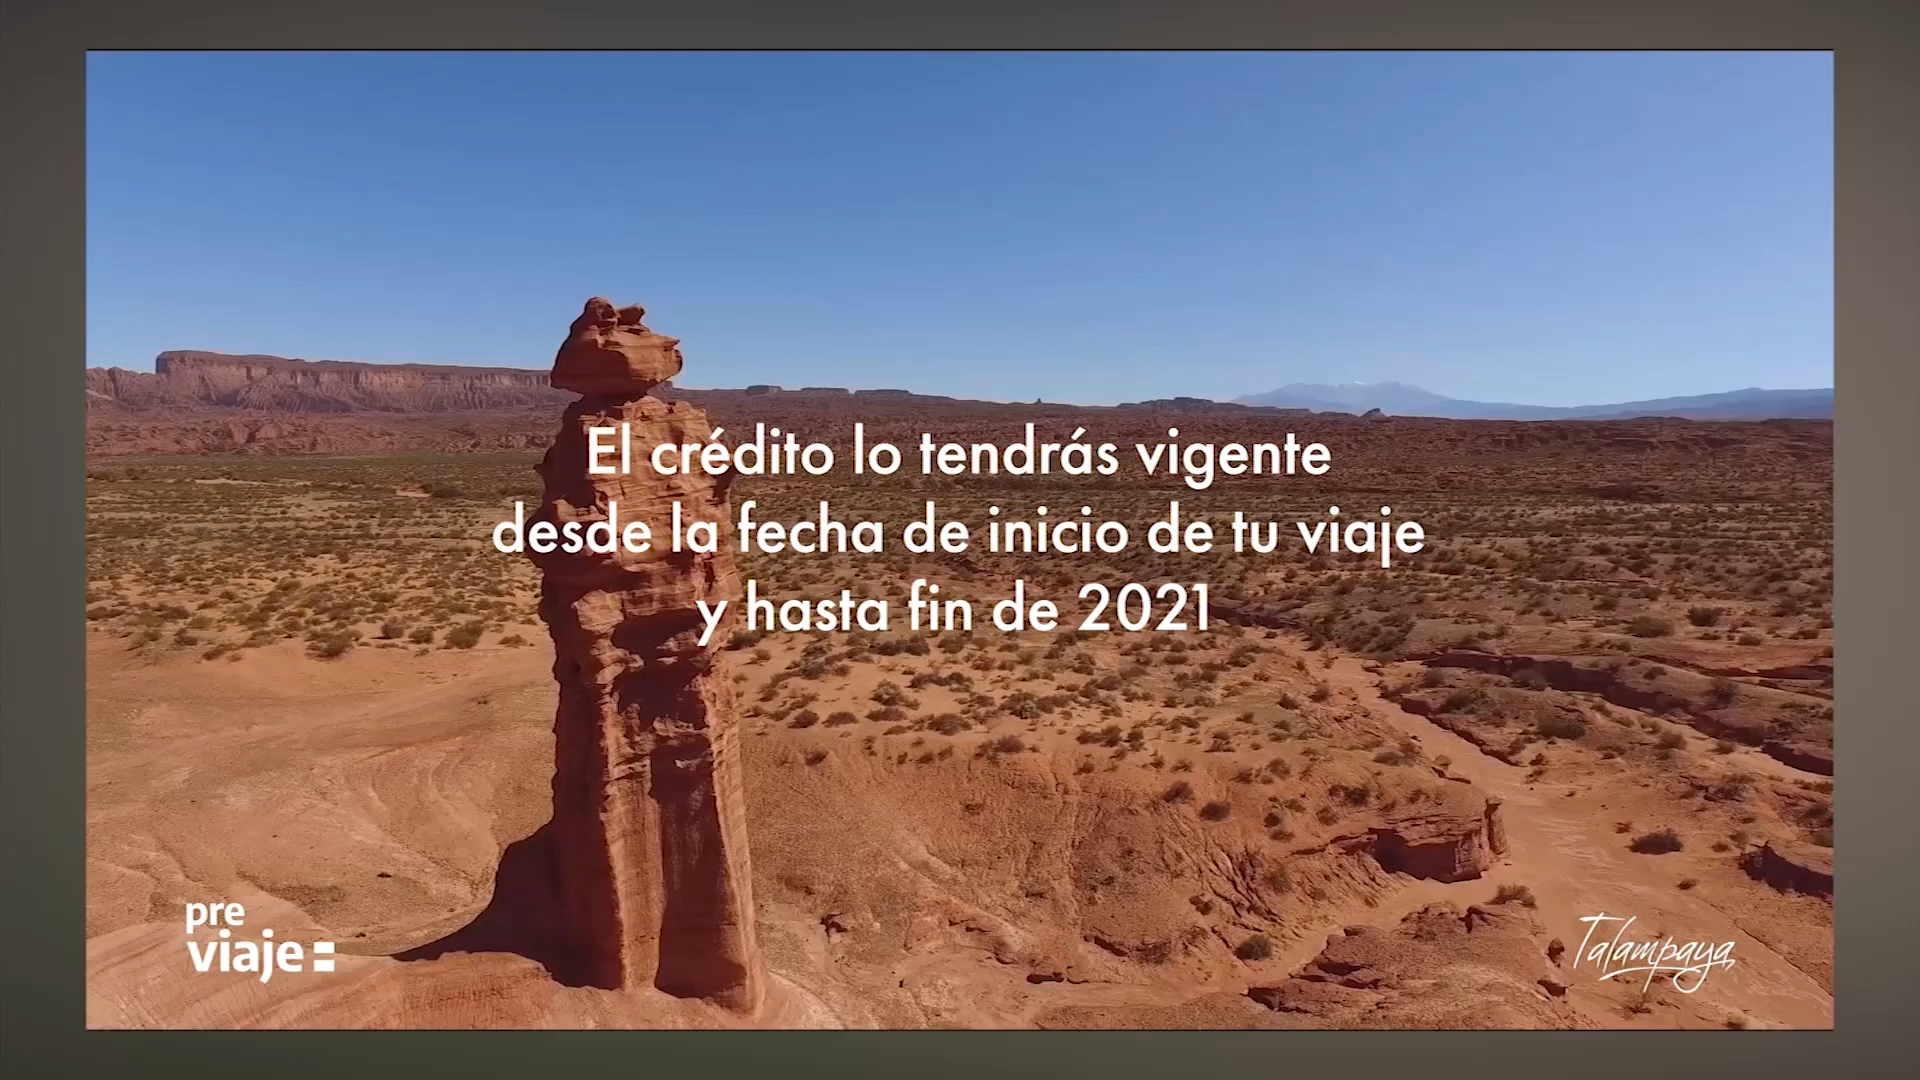 El crédito lo tendrás vigente
desde la fecha de inicio de tu viaje
y hasta fin de 2021
pre
viaje:
Talampaya